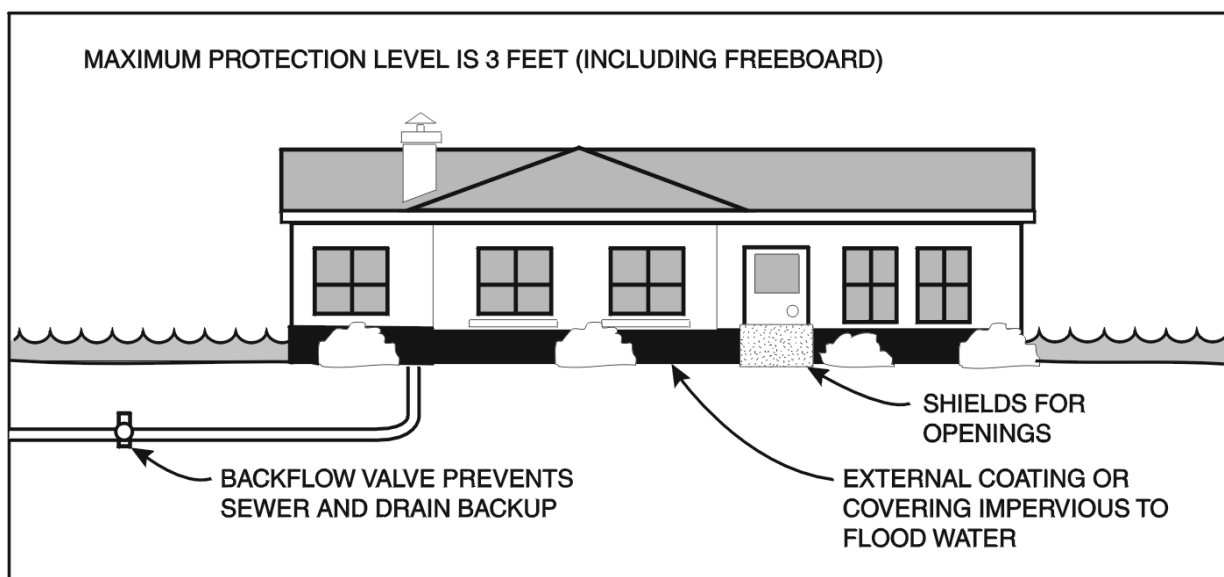 MAXIMUM PROTECTION LEVEL IS 3 FEET (INCLUDING FREEBOARD)
SHIELDS FOR
OPENINGS
BACKFLOW VALVE PREVENTS
SEWER AND DRAIN BACKUP
EXTERNAL COATING OR
COVERING IMPERVIOUS TO
FLOOD WATER